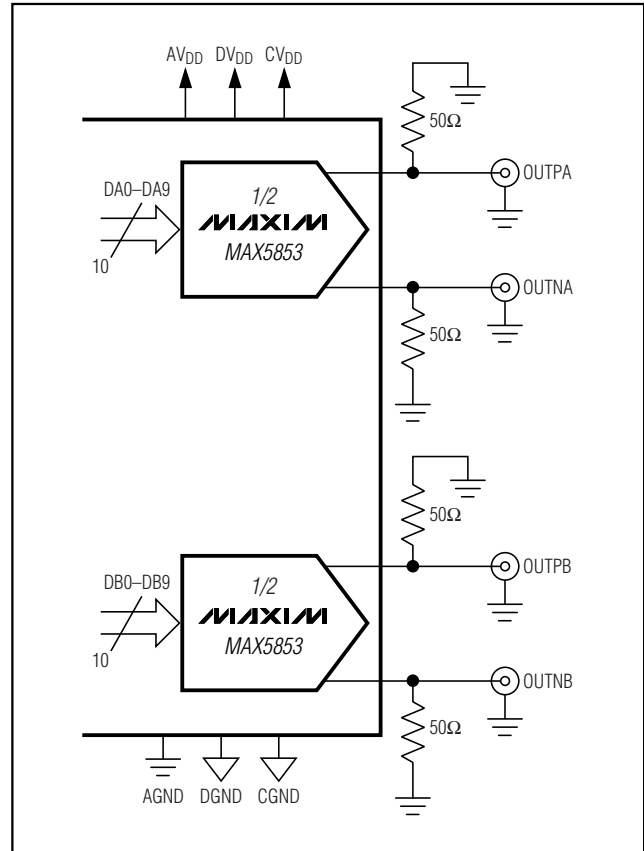 AVDD DVDD CVDD
50Ω
OUTPA
DA0–DA9
10
1/2
MAXIM
MAX5853
OUTNA
50Ω
50Ω
OUTPB
DB0–DB9
10
1/2
MAXIM
MAX5853
OUTNB
50Ω
AGND DGND CGND